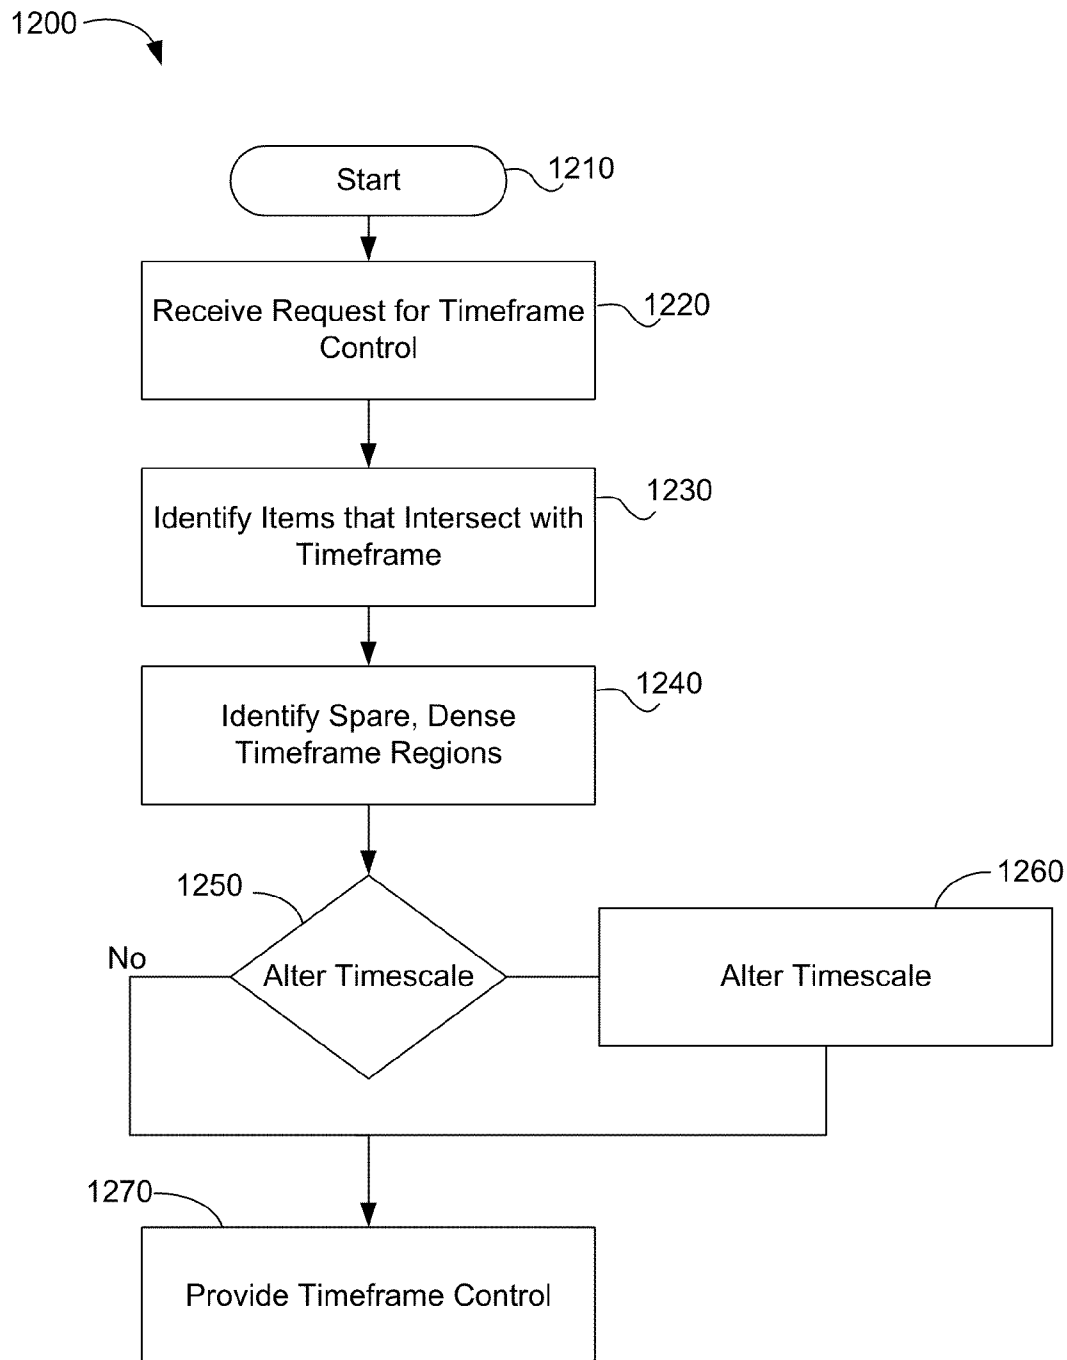 1200
Start
1210
Receive Request for Timeframe
Control
1220
Identify Items that Intersect with
Timeframe
1230
Identify Spare, Dense
Timeframe Regions
1240
1250
No
Alter Timescale
1260
Alter Timescale
1270
Provide Timeframe Control